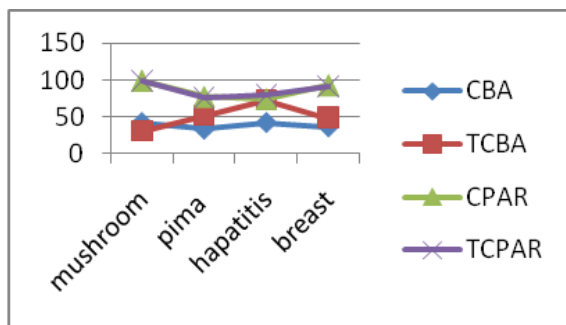 150
100
50
0
mushroom
pima
hapatitis
breast
CBA
TCBA
CPAR
TCPAR